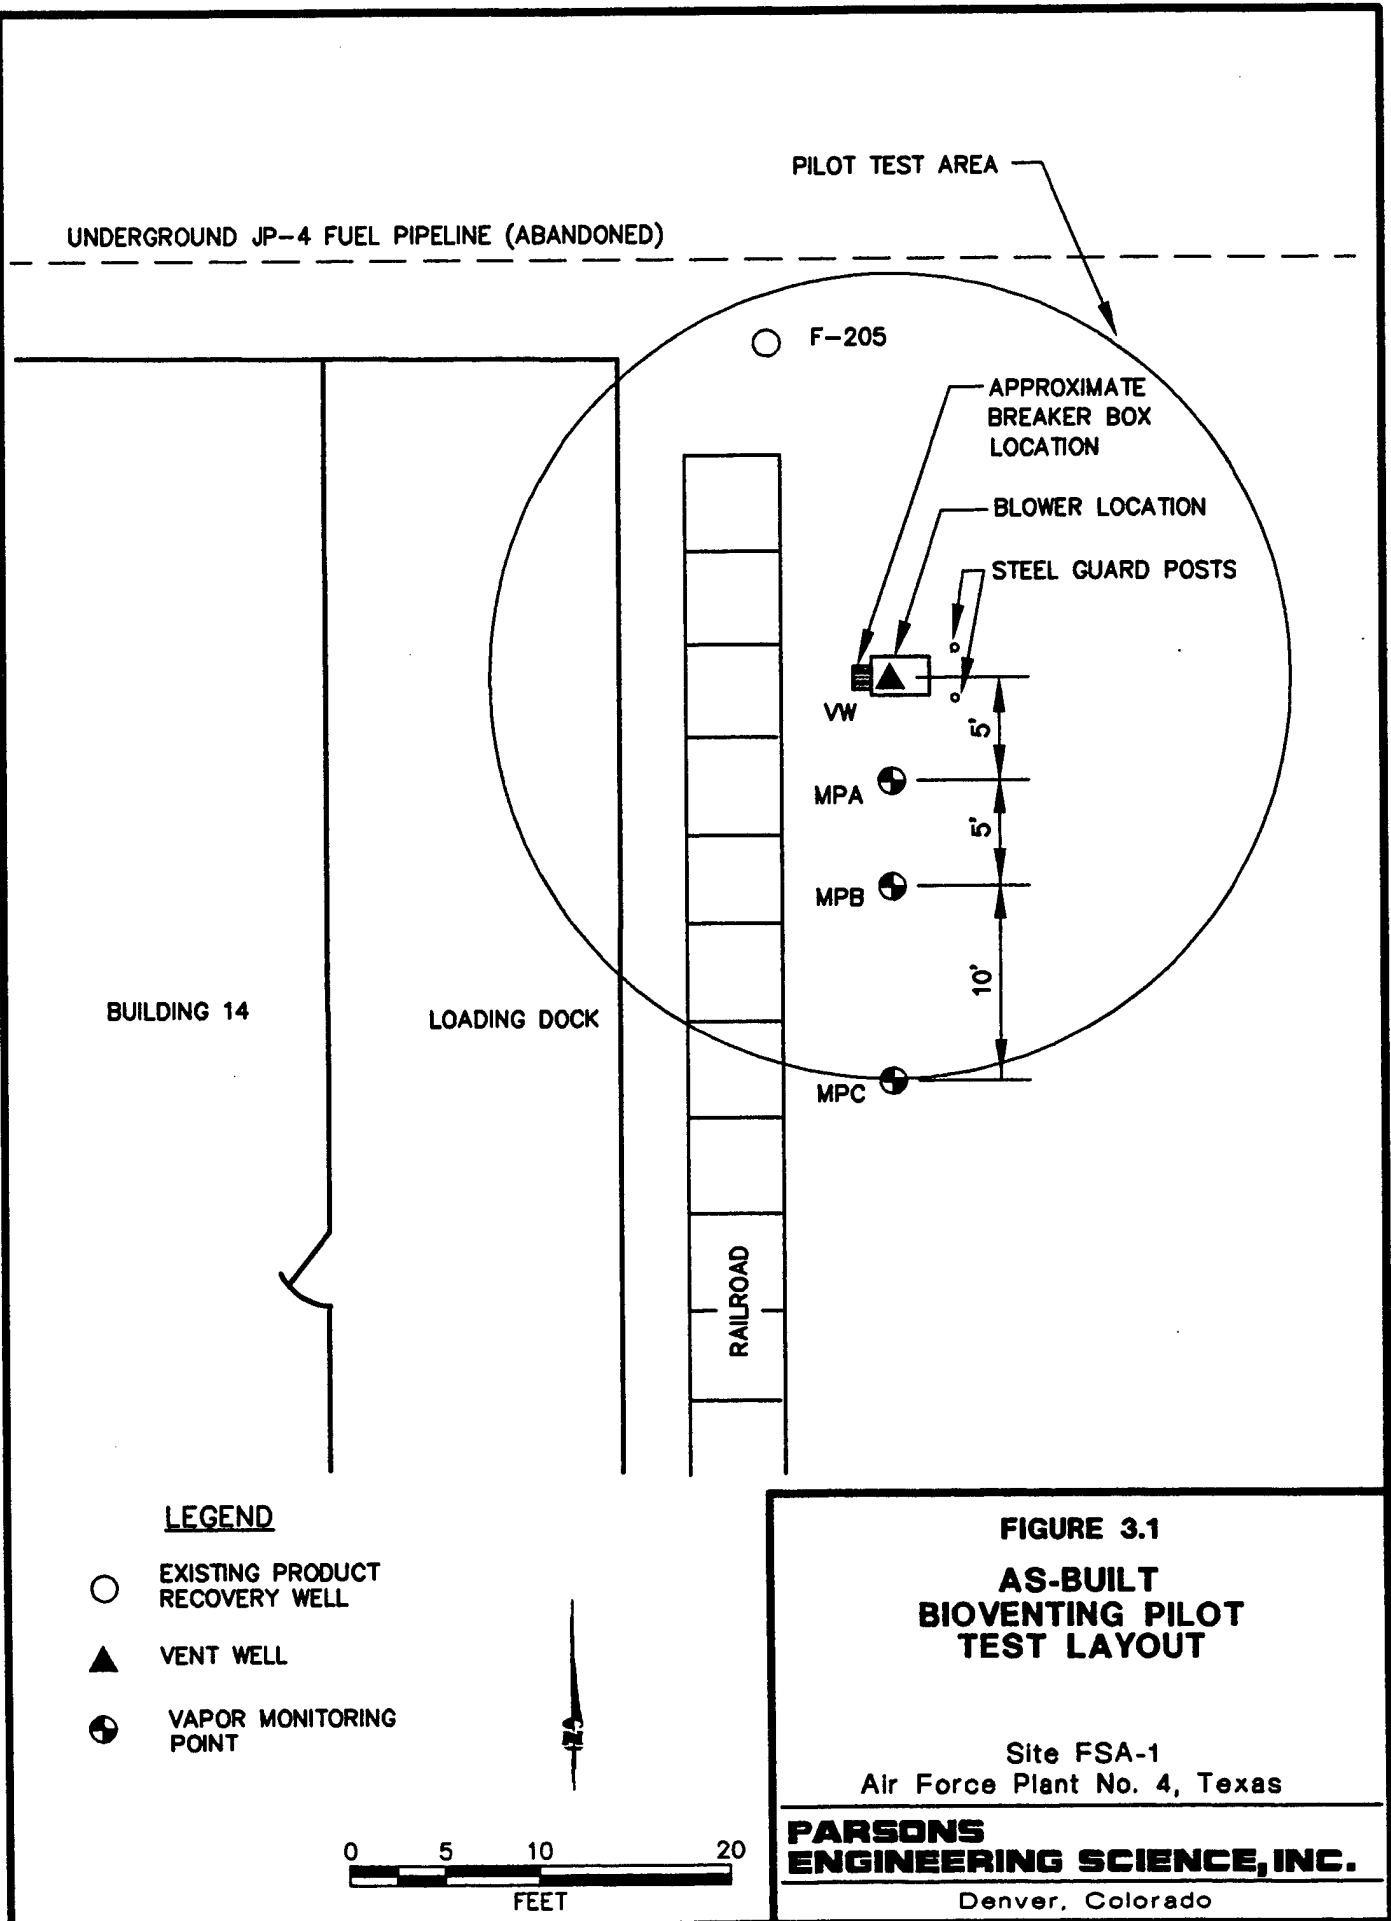 PILOT TEST AREA
UNDERGROUND JP-4 FUEL PIPELINE (ABANDONED)
F-205
APPROXIMATE
BREAKER BOX
LOCATION
BLOWER LOCATION
STEEL GUARD POSTS
VW
5'
MPA
5'
MPB
10'
BUILDING 14
LOADING DOCK
MPC
RAILROAD
LEGEND
EXISTING PRODUCT
RECOVERY WELL
VENT WELL
VAPOR MONITORING
POINT
0 5 10 20
FEET
FIGURE 3.1
AS-BUILT
BIOVENTING PILOT
TEST LAYOUT
Site FSA-1
Air Force Plant No. 4, Texas
PARSONS
ENGINEERING SCIENCE, INC.
Denver, Colorado